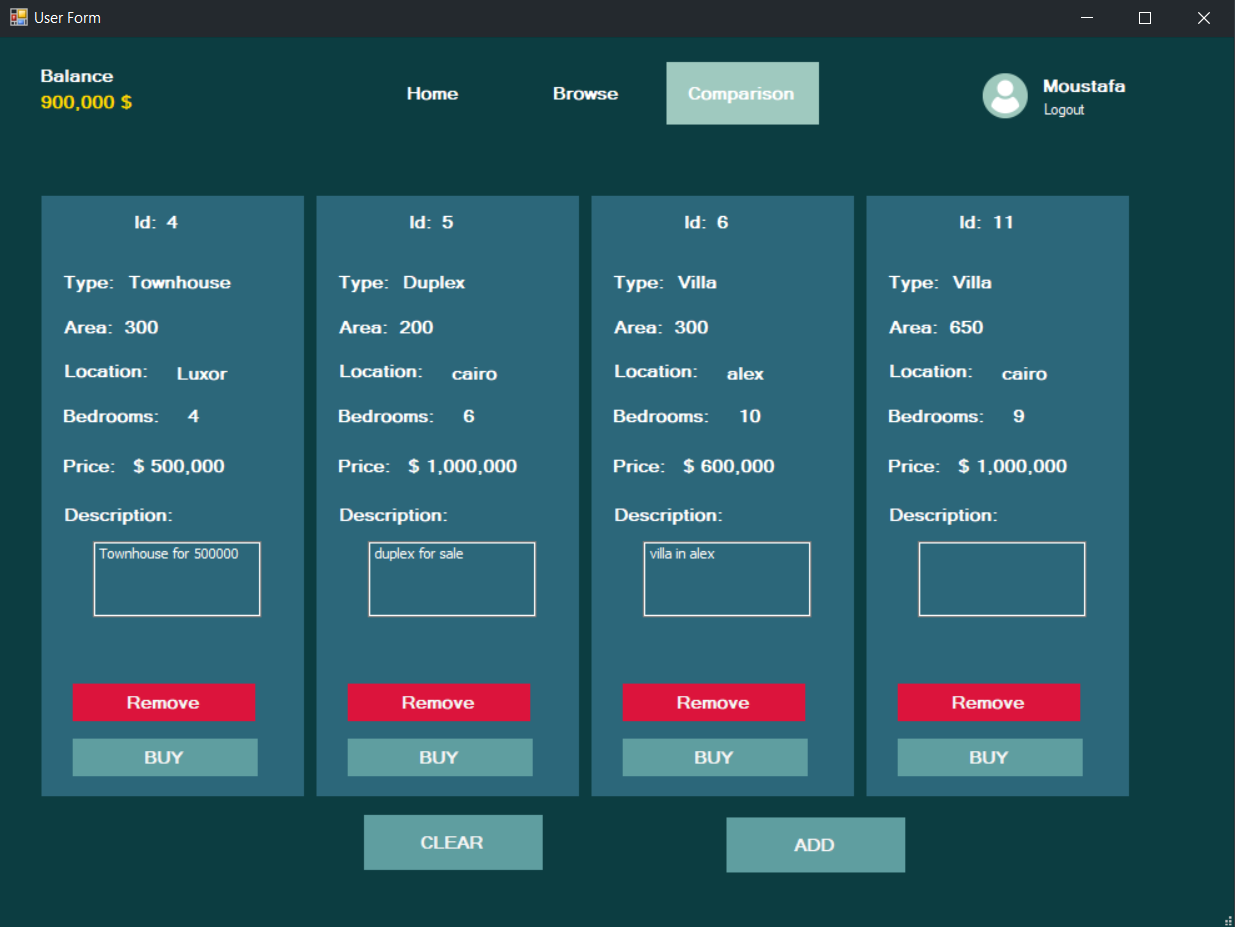 User Form
Balance
900,000 $
Home
Browse
Comparison
Moustafa
Logout
Id: 4
Type: Townhouse
Area: 300
Location: Luxor
Bedrooms: 4
Price: $ 500,000
Description:
Townhouse for 500000
Remove
BUY
Id: 5
Type: Duplex
Area: 200
Location: cairo
Bedrooms: 6
Price: $ 1,000,000
Description:
duplex for sale
Remove
BUY
Id: 6
Type: Villa
Area: 300
Location: alex
Bedrooms: 10
Price: $ 600,000
Description:
villa in alex
Remove
BUY
Id: 11
Type: Villa
Area: 650
Location: cairo
Bedrooms: 9
Price: $ 1,000,000
Description:
Remove
BUY
CLEAR
ADD